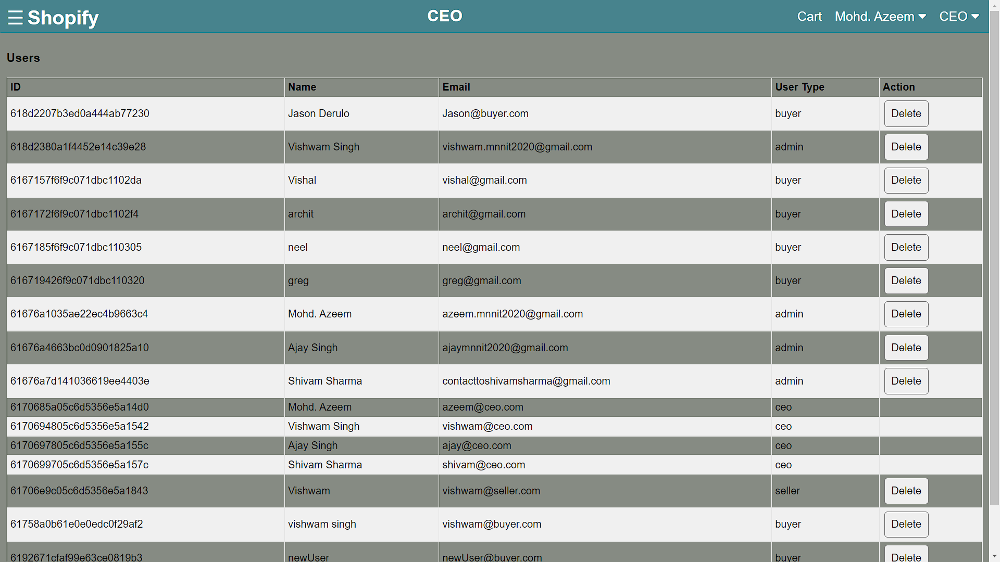 ☰ Shopify CEO Cart Mohd. Azeem CEO
Users
ID Name Email User Type Action
618d2207b3ed0a444ab77230 Jason Derulo Jason@buyer.com buyer Delete
618d2380a1f4452e14c39e28 Vishwam Singh vishwam.mnnit2020@gmail.com admin Delete
6167157f6f9c071dbc1102da Vishal vishal@gmail.com buyer Delete
6167172f6f9c071dbc1102f4 archit archit@gmail.com buyer Delete
6167185f6f9c071dbc110305 neel neel@gmail.com buyer Delete
616719426f9c071dbc110320 greg greg@gmail.com buyer Delete
61676a1035ae22ec4b9663c4 Mohd. Azeem azeem.mnnit2020@gmail.com admin Delete
61676a4663bc0d0901825a10 Ajay Singh ajaymnnit2020@gmail.com admin Delete
61676a7d141036619ee4403e Shivam Sharma contacttoshivamsharma@gmail.com admin Delete
6170685a05c6d5356e5a14d0 Mohd. Azeem azeem@ceo.com ceo
6170694805c6d5356e5a1542 Vishwam Singh vishwam@ceo.com ceo
6170697805c6d5356e5a155c Ajay Singh ajay@ceo.com ceo
6170699705c6d5356e5a157c Shivam Sharma shivam@ceo.com ceo
61706e9c05c6d5356e5a1843 Vishwam vishwam@seller.com seller Delete
61758a0b61e0e0edc0f29af2 vishwam singh vishwam@buyer.com buyer Delete
6192671cfaf99e63ce0819b3 newUser newUser@buyer.com buyer Delete